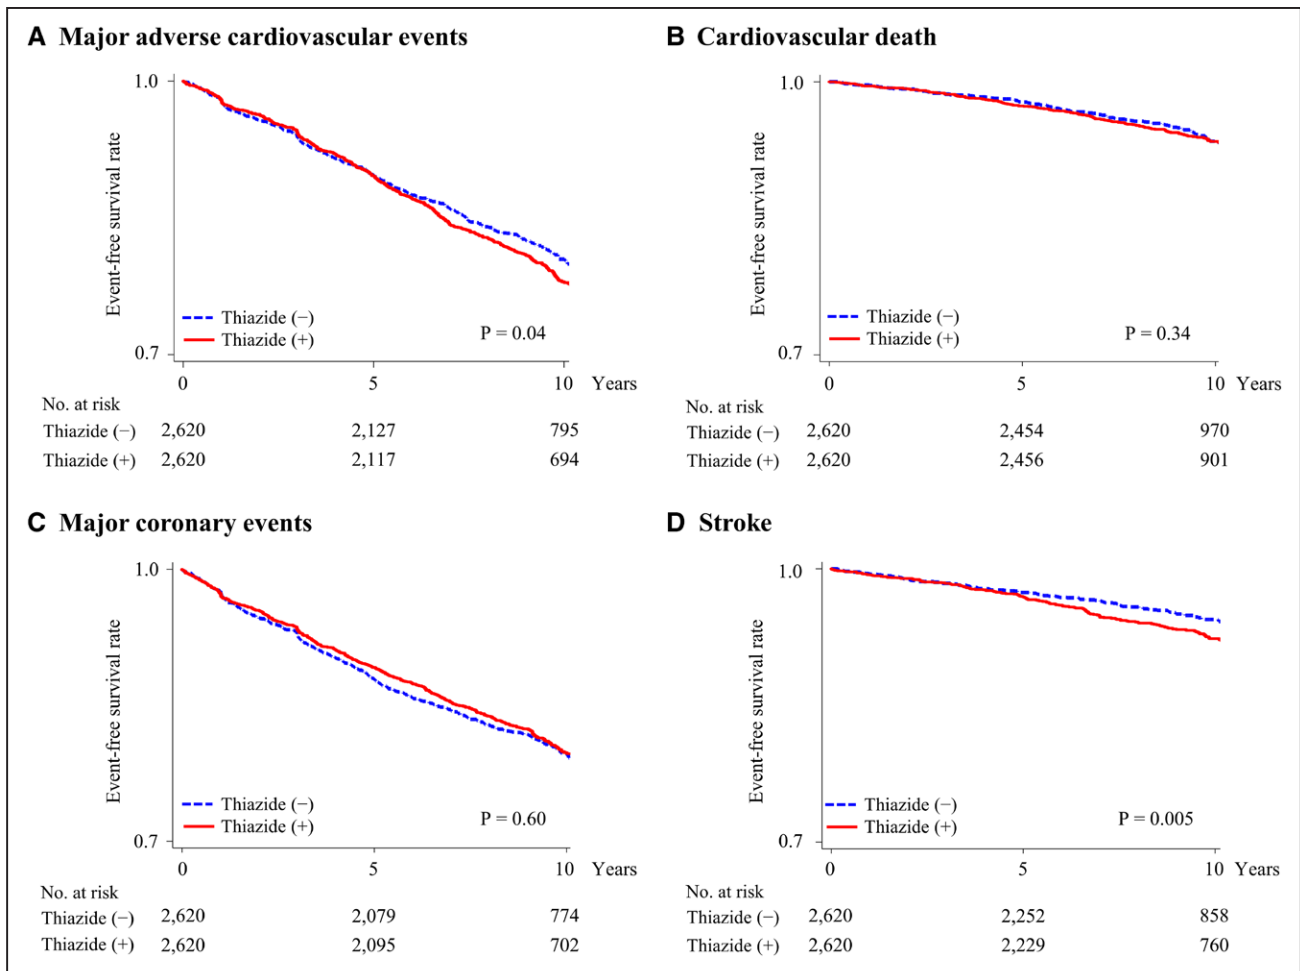 A Major adverse cardiovascular events
1.0
Event-free survival rate
Thiazide (−)
Thiazide (+)
P = 0.04
0.7
0 5 10 Years
No. at risk
Thiazide (−) 2,620 2,127 795
Thiazide (+) 2,620 2,117 694
B Cardiovascular death
1.0
Event-free survival rate
Thiazide (−)
Thiazide (+)
P = 0.34
0.7
0 5 10 Years
No. at risk
Thiazide (−) 2,620 2,454 970
Thiazide (+) 2,620 2,456 901
C Major coronary events
1.0
Event-free survival rate
Thiazide (−)
Thiazide (+)
P = 0.60
0.7
0 5 10 Years
No. at risk
Thiazide (−) 2,620 2,079 774
Thiazide (+) 2,620 2,095 702
D Stroke
1.0
Event-free survival rate
Thiazide (−)
Thiazide (+)
P = 0.005
0.7
0 5 10 Years
No. at risk
Thiazide (−) 2,620 2,252 858
Thiazide (+) 2,620 2,229 760